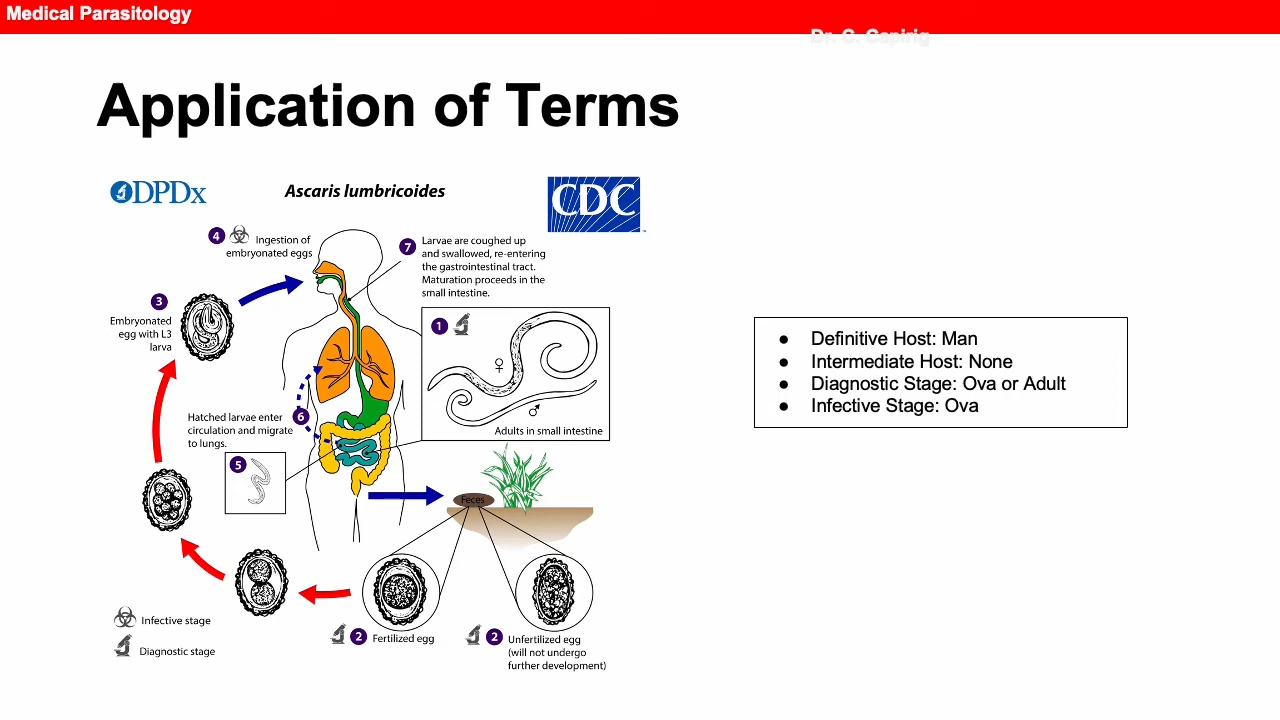 Medical Parasitology
Dr. C. Capirig
Application of Terms
DPDx
Ascaris lumbricoides
CDC
4
Ingestion of
embryonated eggs
7
Larvae are coughed up
and swallowed, re-entering
the gastrointestinal tract.
Maturation proceeds in the
small intestine.
3
Embryonated
egg with L3
larva
1
♀
♂
Adults in small intestine
Hatched larvae enter
circulation and migrate
to lungs.
6
5
Feces
2
Fertilized egg
2
Unfertilized egg
(will not undergo
further development)
Infective stage
Diagnostic stage
● Definitive Host: Man
● Intermediate Host: None
● Diagnostic Stage: Ova or Adult
● Infective Stage: Ova